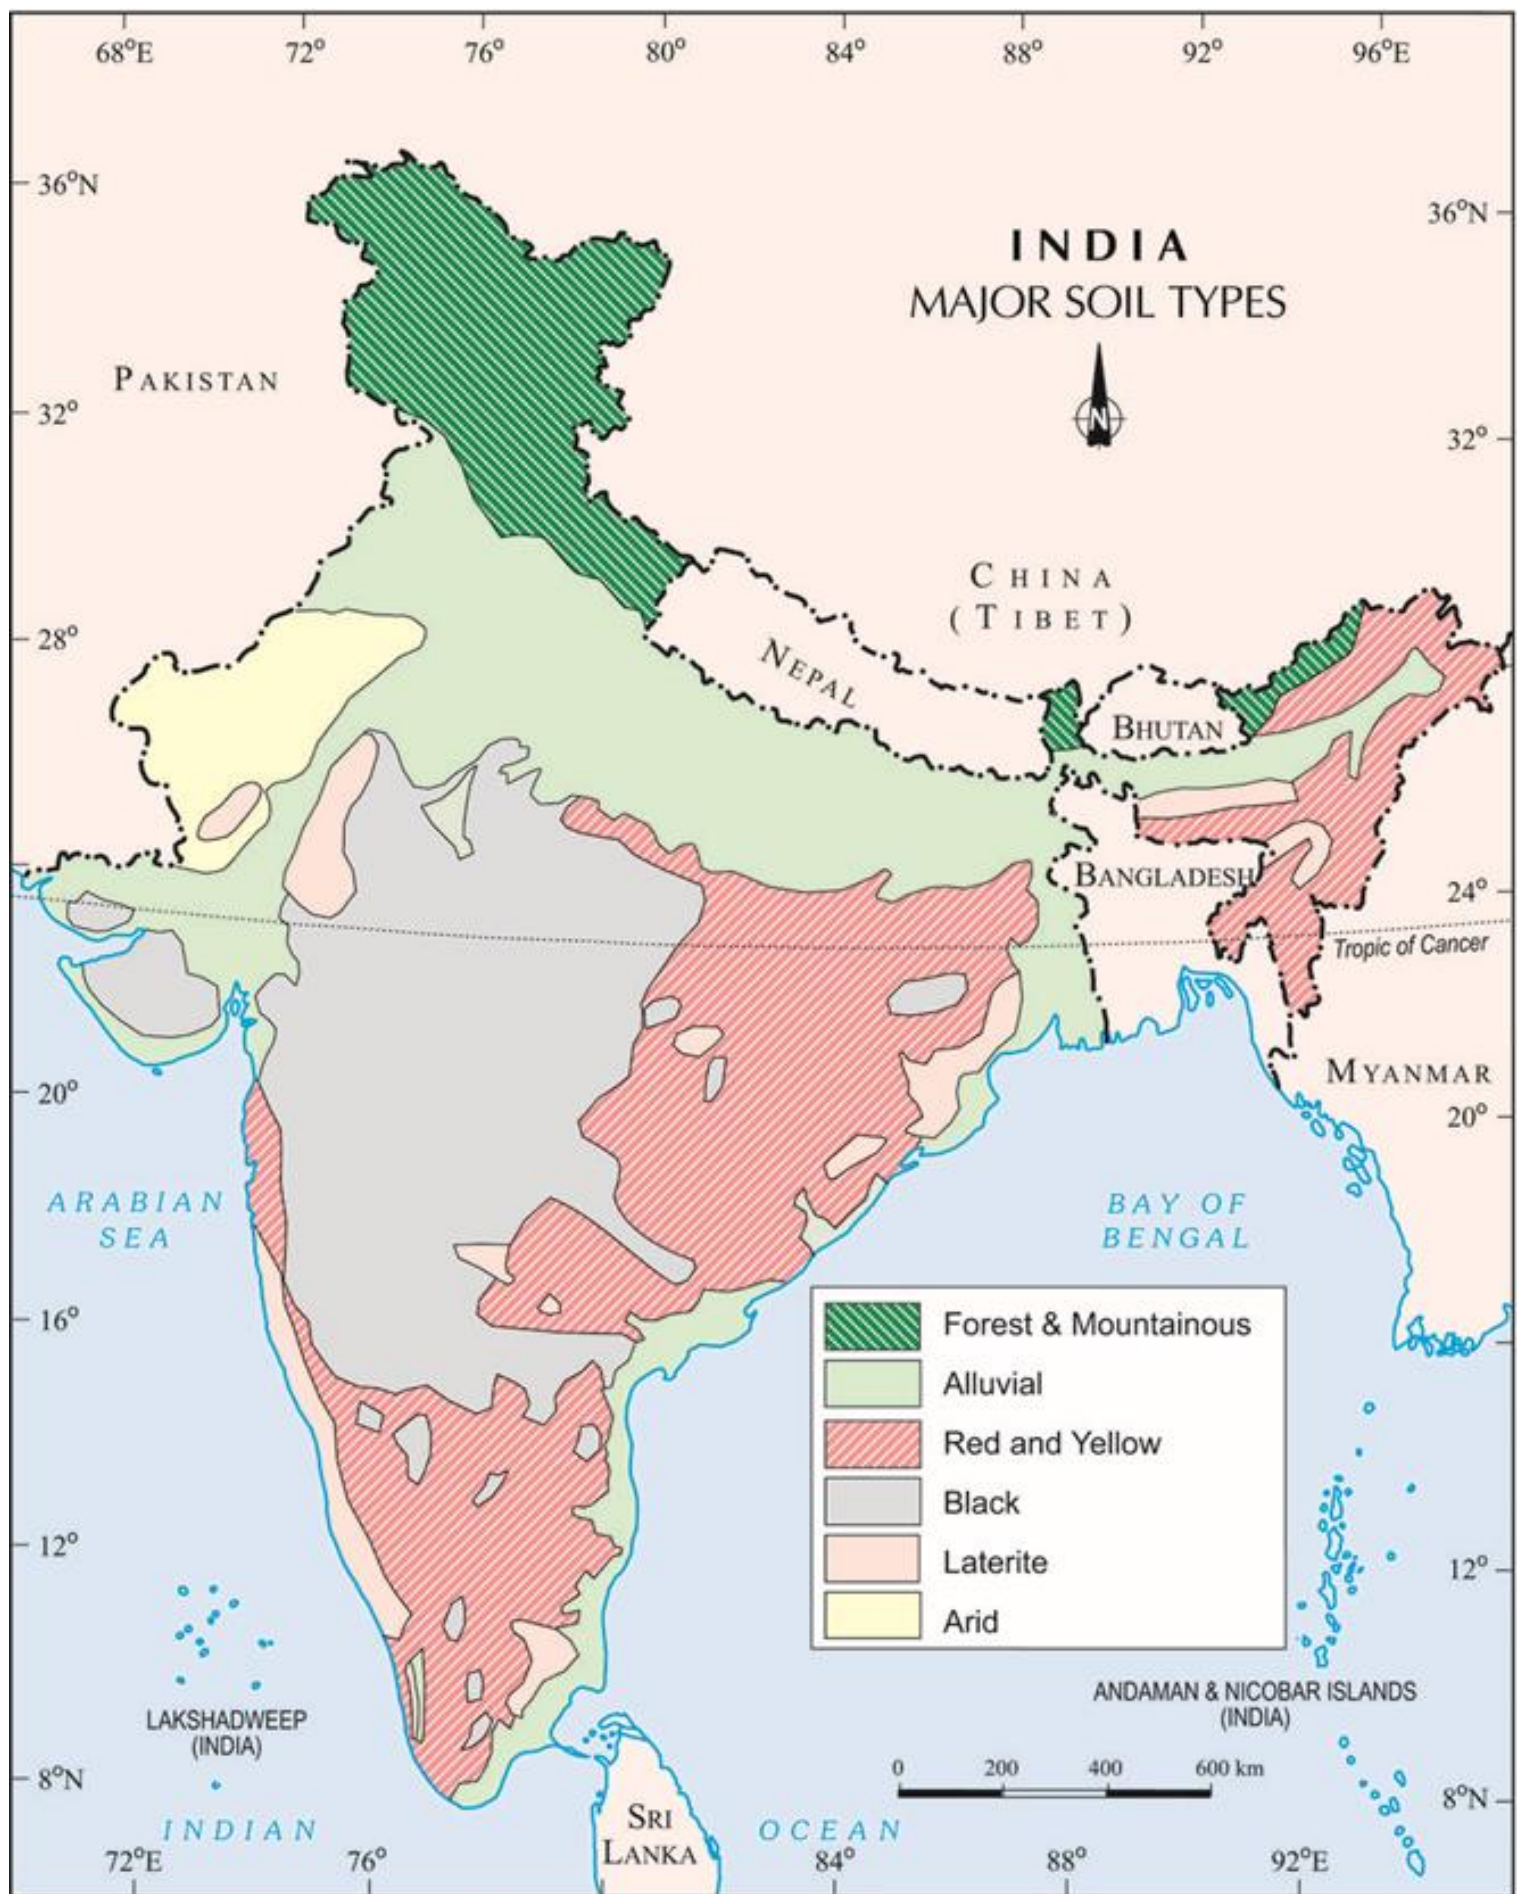 68°E 72° 76° 80° 84° 88° 92° 96°E
36°N
36°N
INDIA
MAJOR SOIL TYPES
N
PAKISTAN
32°
32°
CHINA
(TIBET)
28°
NEPAL
BHUTAN
BANGLADESH
24°
Tropic of Cancer
MYANMAR
20°
20°
ARABIAN
SEA
BAY OF
BENGAL
16°
Forest & Mountainous
Alluvial
Red and Yellow
Black
Laterite
Arid
12°
12°
LAKSHADWEEP
(INDIA)
ANDAMAN & NICOBAR ISLANDS
(INDIA)
0 200 400 600 km
8°N
8°N
SRI
LANKA
INDIAN OCEAN
72°E 76° 84° 88° 92°E